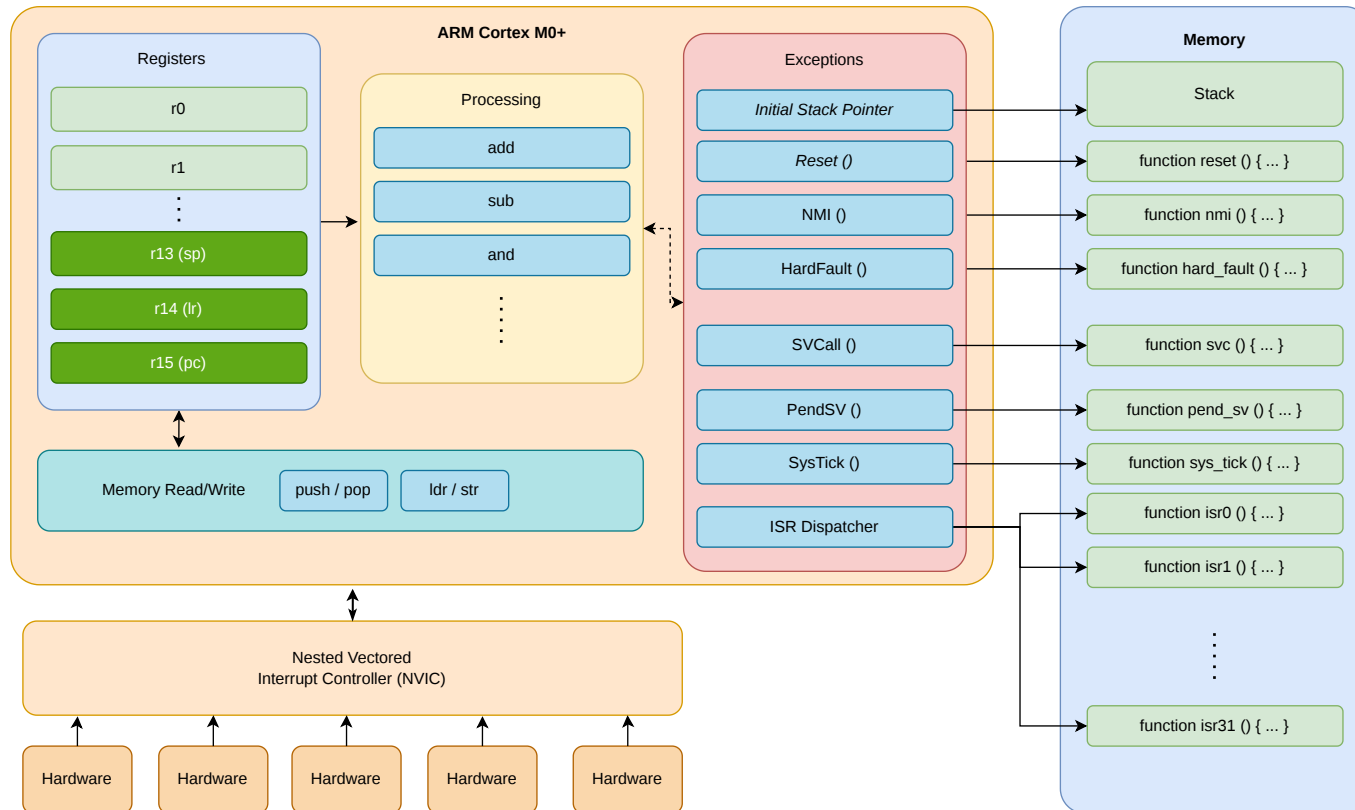 ARM Cortex M0+
Registers
r0
r1
r13 (sp)
r14 (lr)
r15 (pc)
Processing
add
sub
and
Memory Read/Write
push / pop
ldr / str
Exceptions
Initial Stack Pointer
Reset ()
NMI ()
HardFault ()
SVCall ()
PendSV ()
SysTick ()
ISR Dispatcher
Memory
Stack
function reset () { ... }
function nmi () { ... }
function hard_fault () { ... }
function svc () { ... }
function pend_sv () { ... }
function sys_tick () { ... }
function isr0 () { ... }
function isr1 () { ... }
function isr31 () { ... }
Nested Vectored
Interrupt Controller (NVIC)
Hardware
Hardware
Hardware
Hardware
Hardware